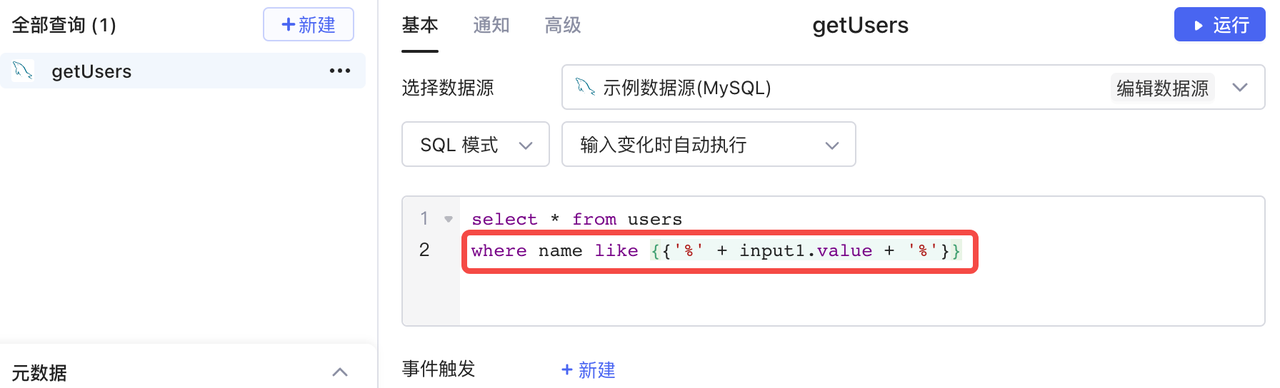 全部查询 (1)
+新建
getUsers
元数据
基本 通知 高级
getUsers
运行
选择数据源
示例数据源(MySQL)
编辑数据源
SQL 模式
输入变化时自动执行
1 select * from users
2 where name like {{'%' + input1.value + '%'}}
事件触发
+ 新建